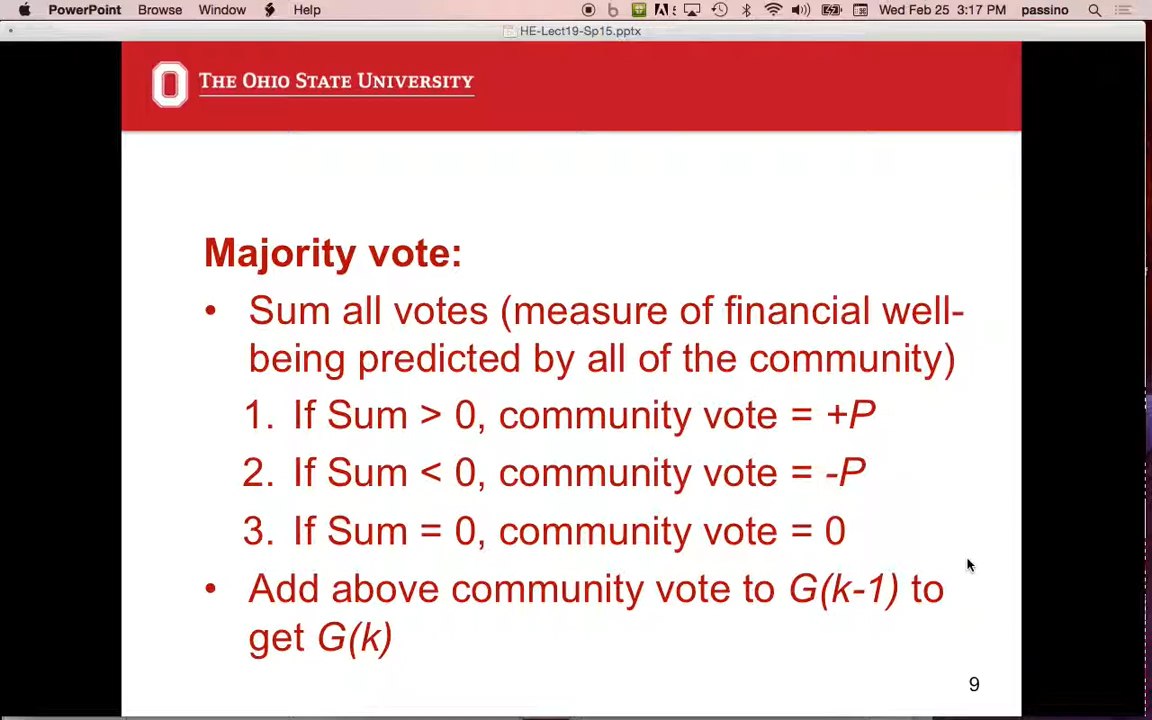 PowerPoint Browse Window Help Wed Feb 25 3:17 PM passino
HE-Lect19-Sp15.pptx
THE OHIO STATE UNIVERSITY
Majority vote:
• Sum all votes (measure of financial well-
being predicted by all of the community)
1. If Sum > 0, community vote = +P
2. If Sum < 0, community vote = -P
3. If Sum = 0, community vote = 0
• Add above community vote to G(k-1) to
get G(k)
9